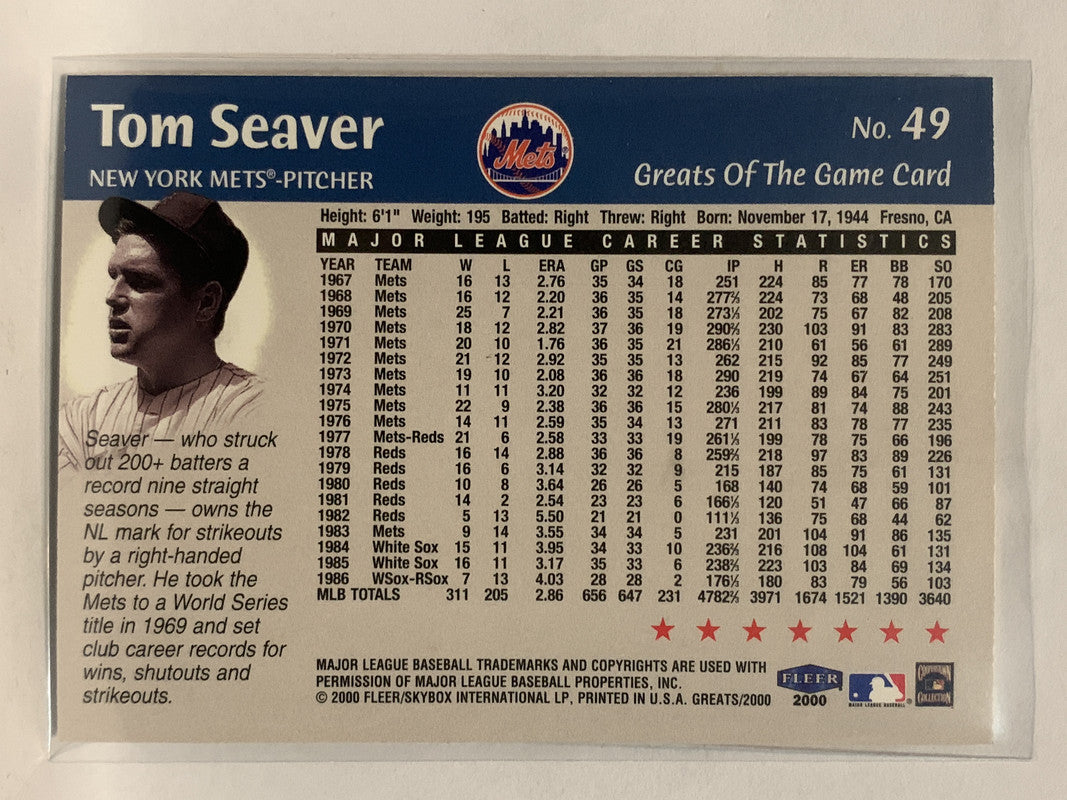 Tom Seaver
NEW YORK METS®-PITCHER
Mets
No. 49
Greats Of The Game Card
Height: 6'1" Weight: 195 Batted: Right Threw: Right Born: November 17, 1944 Fresno, CA
MAJOR LEAGUE CAREER STATISTICS
YEAR TEAM W L ERA GP GS CG IP H R ER BB SO
1967 Mets 16 13 2.76 35 34 18 251 224 85 77 78 170
1968 Mets 16 12 2.20 36 35 14 277⅔ 224 73 68 48 205
1969 Mets 25 7 2.21 36 35 18 273⅓ 202 75 67 82 208
1970 Mets 18 12 2.82 37 36 19 290⅔ 230 103 91 83 283
1971 Mets 20 10 1.76 36 35 21 286⅓ 210 61 56 61 289
1972 Mets 21 12 2.92 35 35 13 262 215 92 85 77 249
1973 Mets 19 10 2.08 36 36 18 290 219 74 67 64 251
1974 Mets 11 11 3.20 32 32 12 236 199 89 84 75 201
1975 Mets 22 9 2.38 36 36 15 280⅓ 217 81 74 88 243
1976 Mets 14 11 2.59 35 34 13 271 211 83 78 77 235
1977 Mets-Reds 21 6 2.58 33 33 19 261⅓ 199 78 75 66 196
1978 Reds 16 14 2.88 36 36 8 259⅔ 218 97 83 89 226
1979 Reds 16 6 3.14 32 32 9 215 187 85 75 61 131
1980 Reds 10 8 3.64 26 26 5 168 140 74 68 59 101
1981 Reds 14 2 2.54 23 23 6 166⅓ 120 51 47 66 87
1982 Reds 5 13 5.50 21 21 0 111⅓ 136 75 68 44 62
1983 Mets 9 14 3.55 34 34 5 231 201 104 91 86 135
1984 White Sox 15 11 3.95 34 33 10 236⅔ 216 108 104 61 131
1985 White Sox 16 11 3.17 35 33 6 238⅔ 223 103 84 69 134
1986 WSox-RSox 7 13 4.03 28 28 2 176⅓ 180 83 79 56 103
MLB TOTALS 311 205 2.86 656 647 231 4782⅔ 3971 1674 1521 1390 3640
Seaver — who struck
out 200+ batters a
record nine straight
seasons — owns the
NL mark for strikeouts
by a right-handed
pitcher. He took the
Mets to a World Series
title in 1969 and set
club career records for
wins, shutouts and
strikeouts.
MAJOR LEAGUE BASEBALL TRADEMARKS AND COPYRIGHTS ARE USED WITH
PERMISSION OF MAJOR LEAGUE BASEBALL PROPERTIES, INC.
© 2000 FLEER/SKYBOX INTERNATIONAL LP, PRINTED IN U.S.A. GREATS/2000
FLEER
2000
MAJOR LEAGUE BASEBALL
COOPERSTOWN
COLLECTION